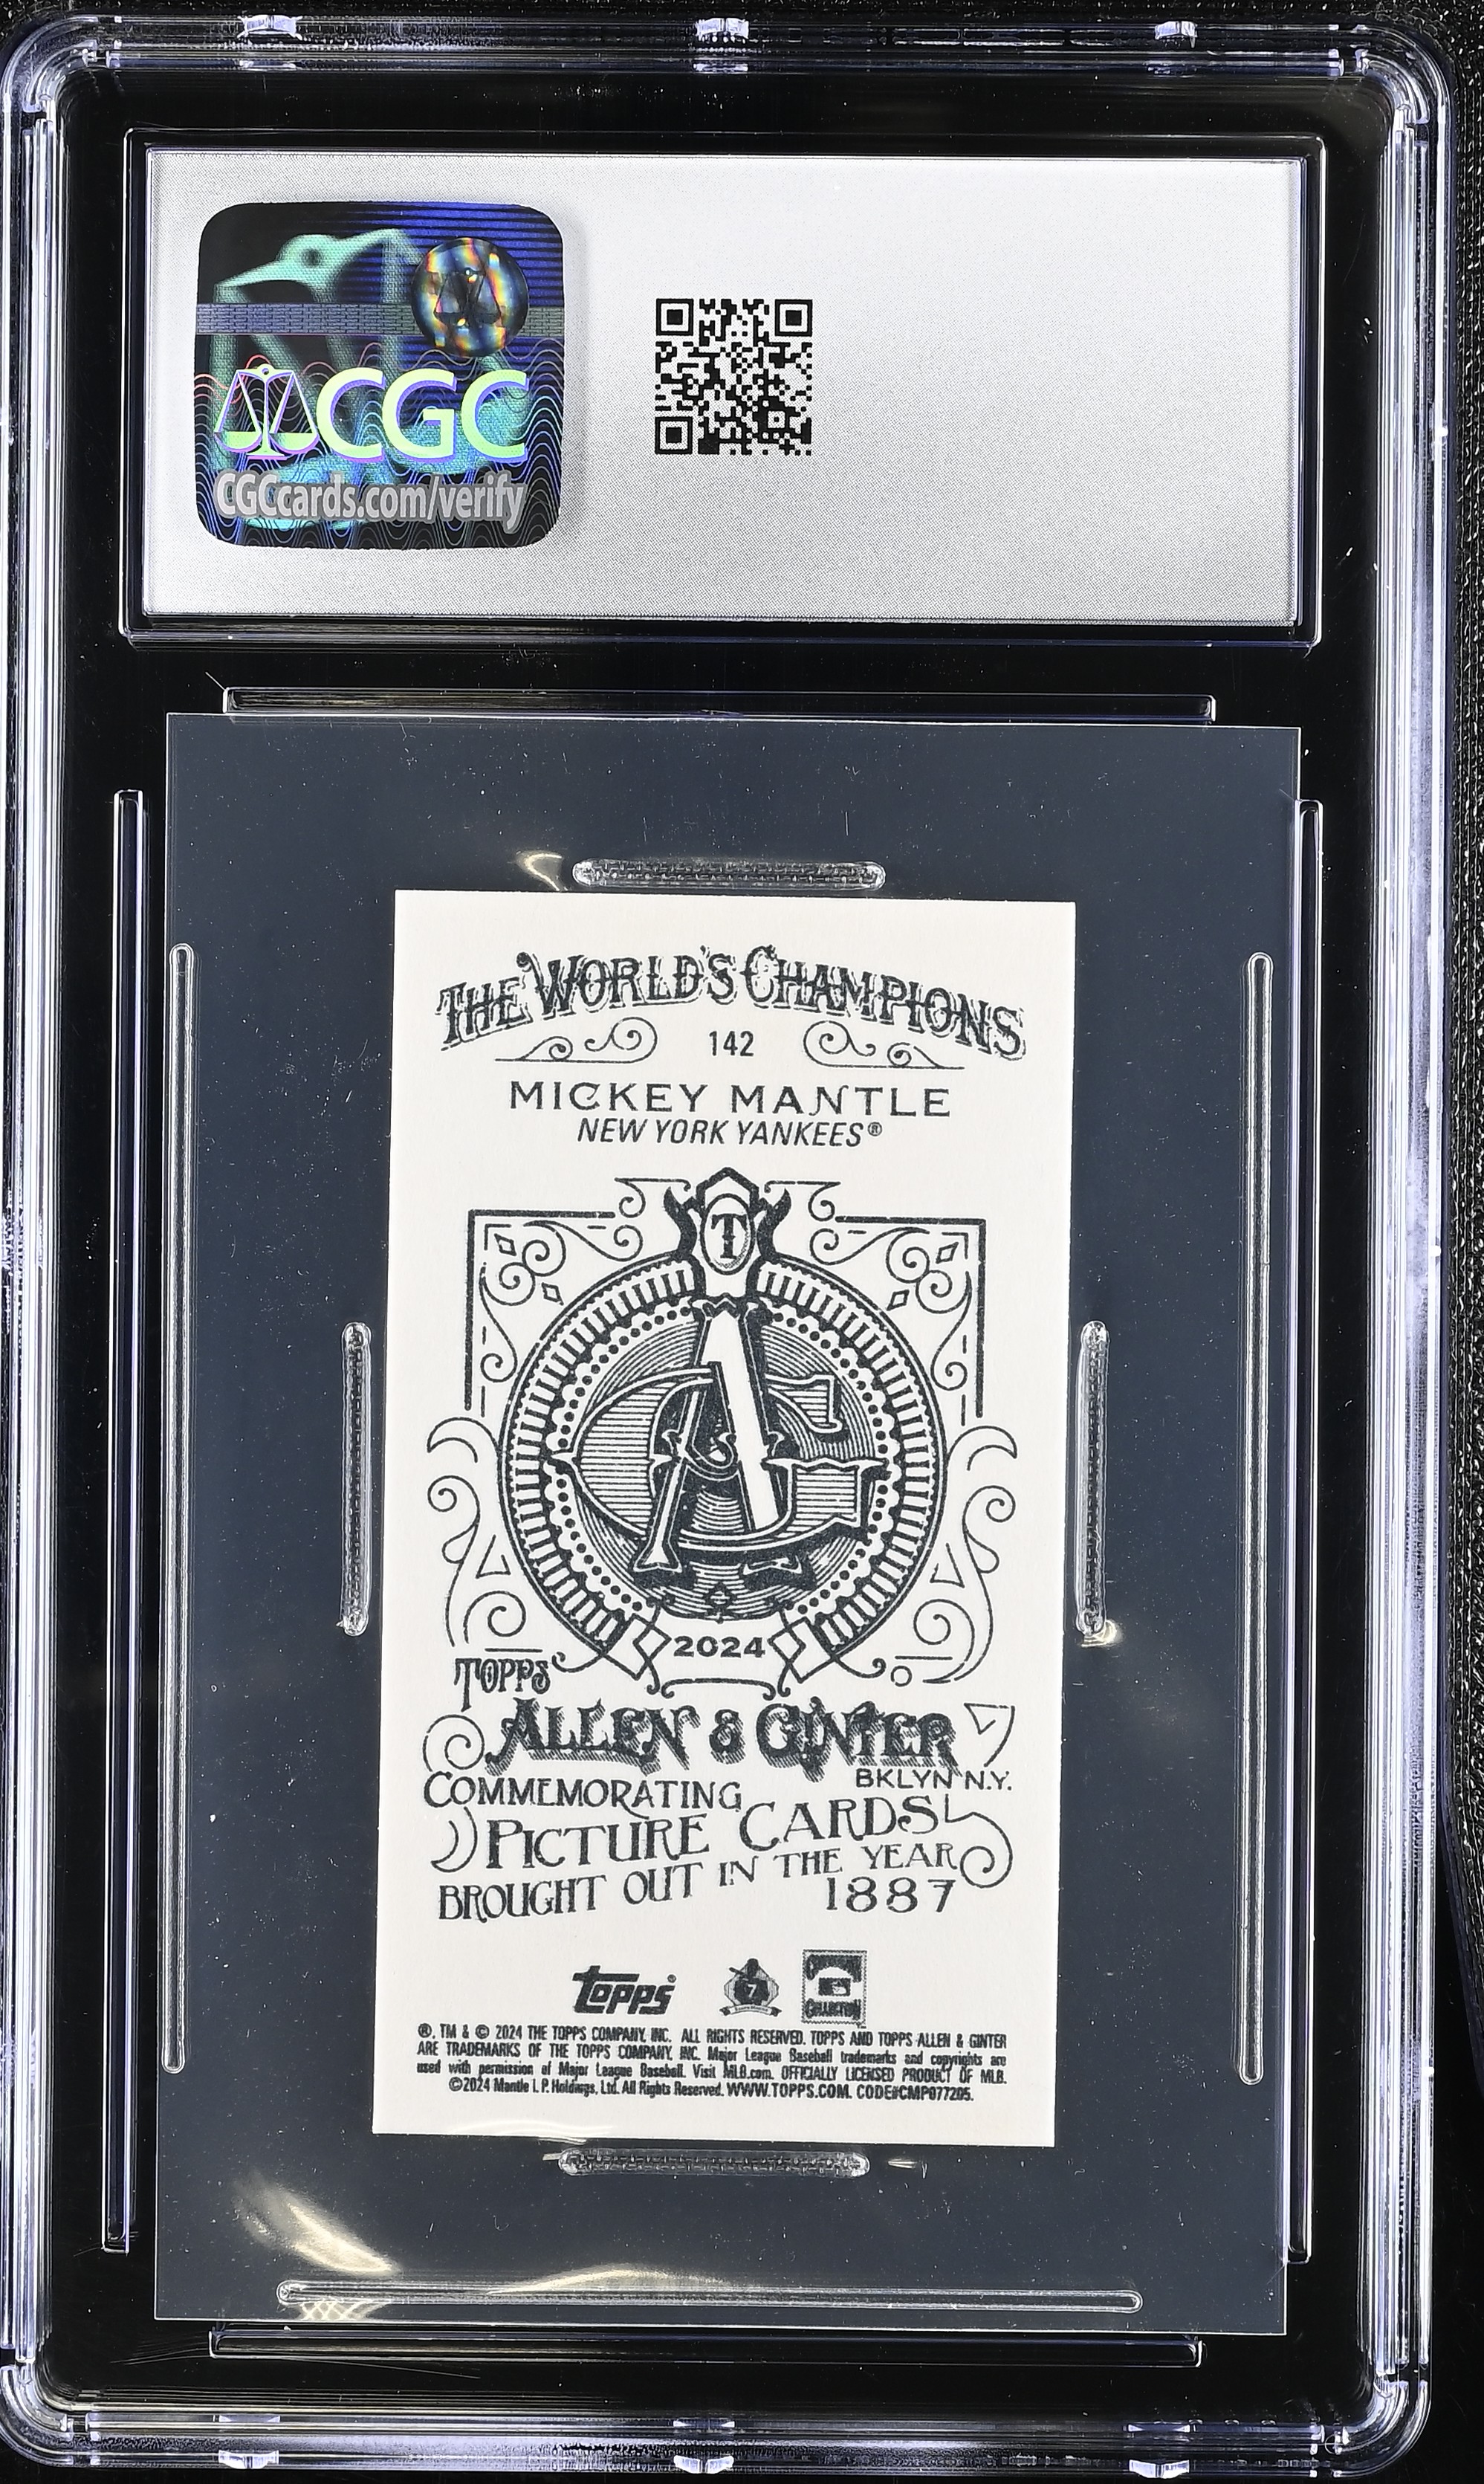 CGC
CGCcards.com/verify
THE WORLD'S CHAMPIONS
142
MICKEY MANTLE
NEW YORK YANKEES®
T
A & G
2024
TOPPS
ALLEN & GINTER
BKLYN N.Y.
COMMEMORATING
PICTURE CARDS
BROUGHT OUT IN THE YEAR
1887
topps
7
COLLECTION
®, TM & © 2024 THE TOPPS COMPANY, INC. ALL RIGHTS RESERVED. TOPPS AND TOPPS ALLEN & GINTER
ARE TRADEMARKS OF THE TOPPS COMPANY, INC. Major League Baseball trademarks and copyrights are
used with permission of Major League Baseball. Visit MLB.com. OFFICIALLY LICENSED PRODUCT OF MLB.
©2024 Mantle I. P. Holdings, Ltd. All Rights Reserved. WWW.TOPPS.COM. CODE#CMP077205.